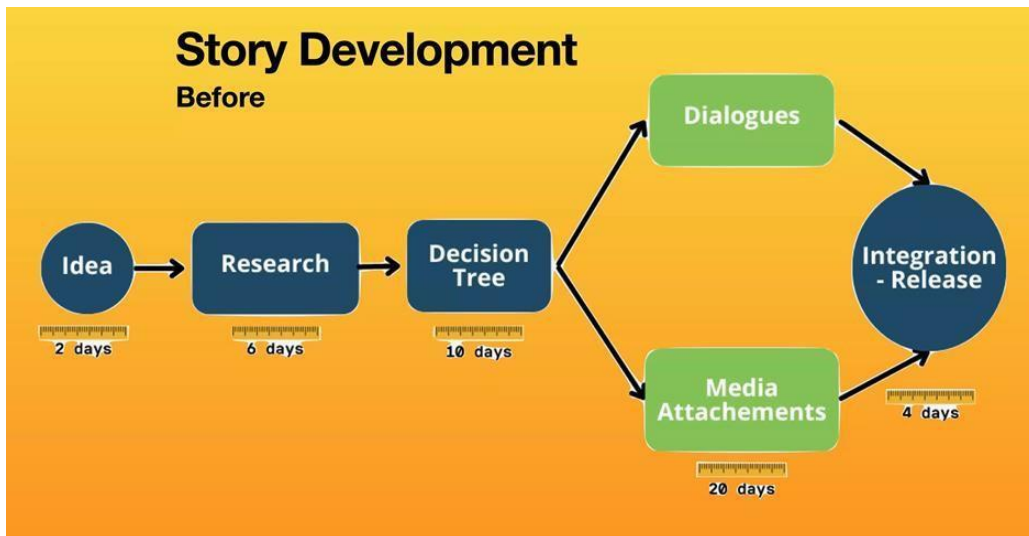 Story Development
Before
Idea
2 days
Research
6 days
Decision
Tree
10 days
Dialogues
Media
Attachements
20 days
Integration
- Release
4 days